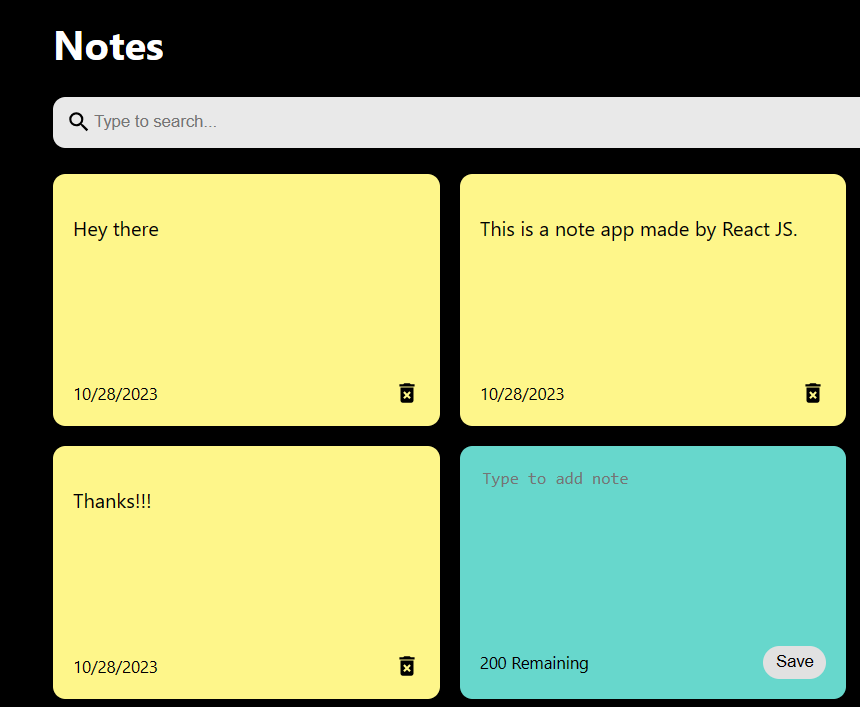 Notes
Type to search...
Hey there
10/28/2023
This is a note app made by React JS.
10/28/2023
Thanks!!!
10/28/2023
Type to add note
200 Remaining
Save